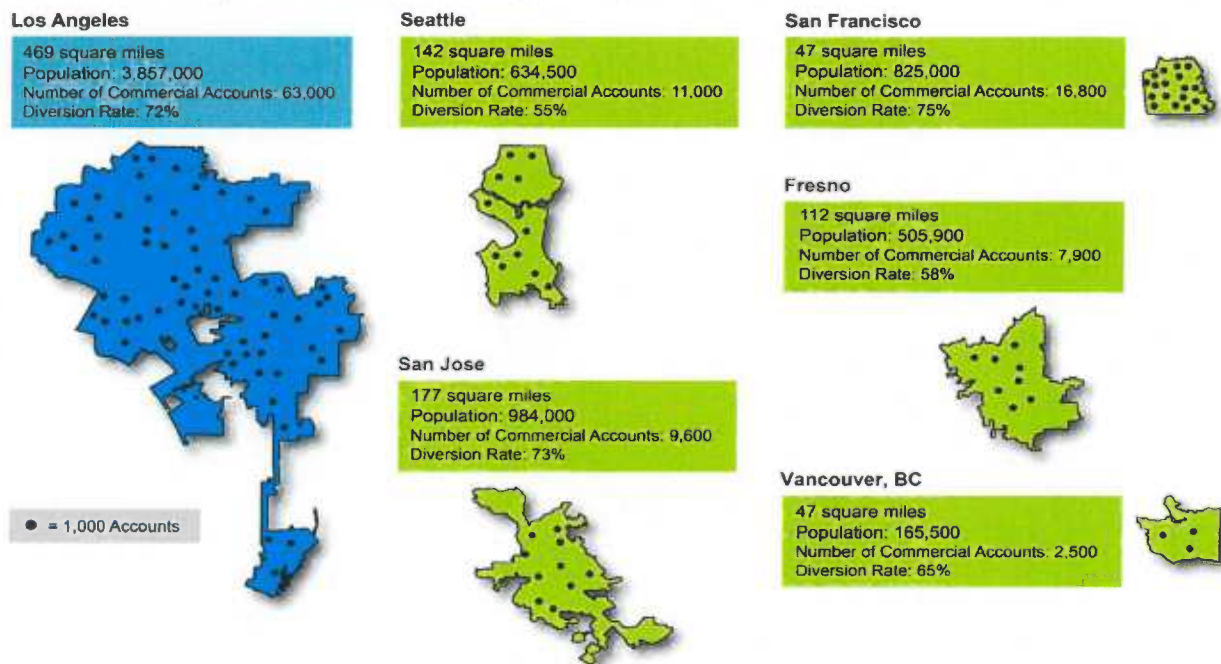 Los Angeles
469 square miles
Population: 3,857,000
Number of Commercial Accounts: 63,000
Diversion Rate: 72%
= 1,000 Accounts
Seattle
142 square miles
Population: 634,500
Number of Commercial Accounts: 11,000
Diversion Rate: 55%
San Jose
177 square miles
Population: 984,000
Number of Commercial Accounts: 9,600
Diversion Rate: 73%
San Francisco
47 square miles
Population: 825,000
Number of Commercial Accounts: 16,800
Diversion Rate: 75%
Fresno
112 square miles
Population: 505,900
Number of Commercial Accounts: 7,900
Diversion Rate: 58%
Vancouver, BC
47 square miles
Population: 165,500
Number of Commercial Accounts: 2,500
Diversion Rate: 65%